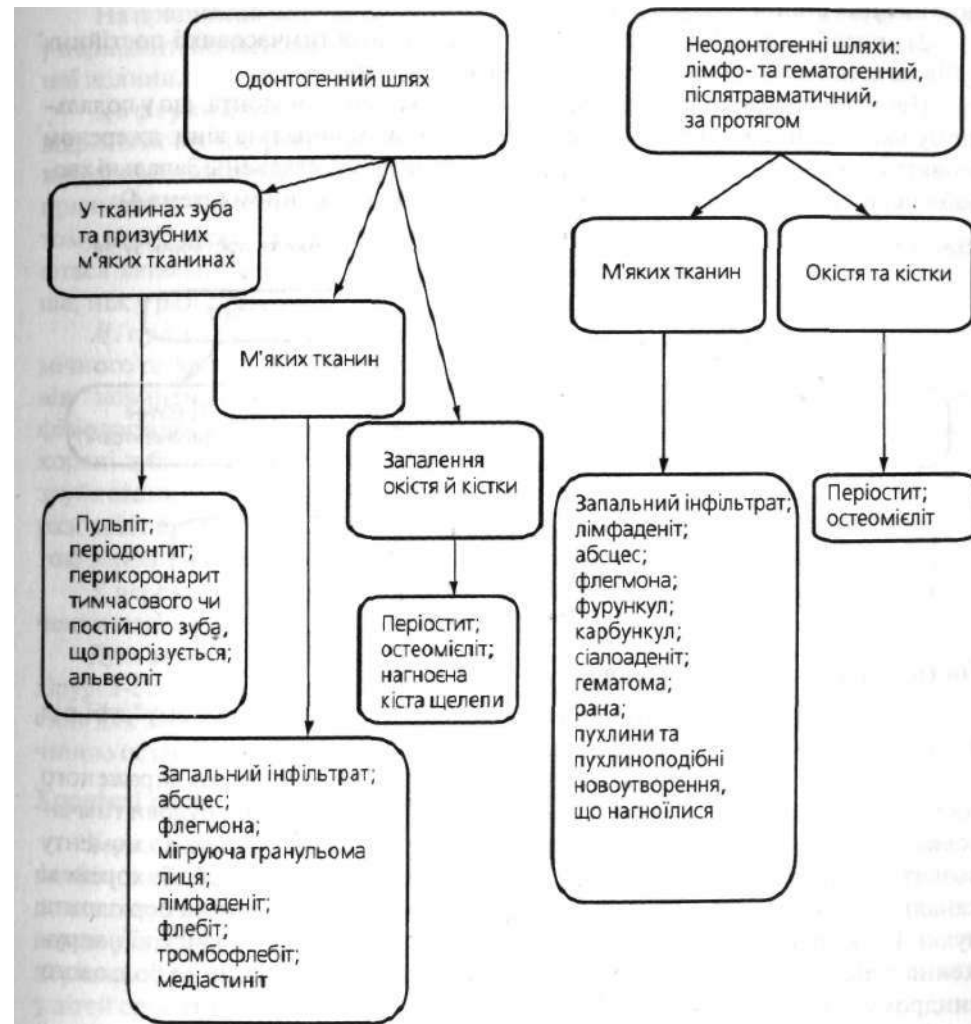 Одонтогенний шлях
Неодонтогенні шляхи:
лімфо- та гематогенний,
післятравматичний,
за протягом
У тканинах зуба
та призубних
м'яких тканинах
М'яких тканин
Запалення
окістя й кістки
М'яких тканин
Окістя та кістки
Пульпіт;
періодонтит;
перикоронарит
тимчасового чи
постійного зуба,
що прорізується;
альвеоліт
Запальний інфільтрат;
абсцес;
флегмона;
мігруюча гранульома
лиця;
лімфаденіт;
флебіт;
тромбофлебіт;
медіастиніт
Періостит;
остеомієліт;
нагноєна
кіста щелепи
Запальний інфільтрат;
лімфаденіт;
абсцес;
флегмона;
фурункул;
карбункул;
сіалоаденіт;
гематома;
рана;
пухлини та
пухлиноподібні
новоутворення,
що нагноїлися
Періостит;
остеомієліт